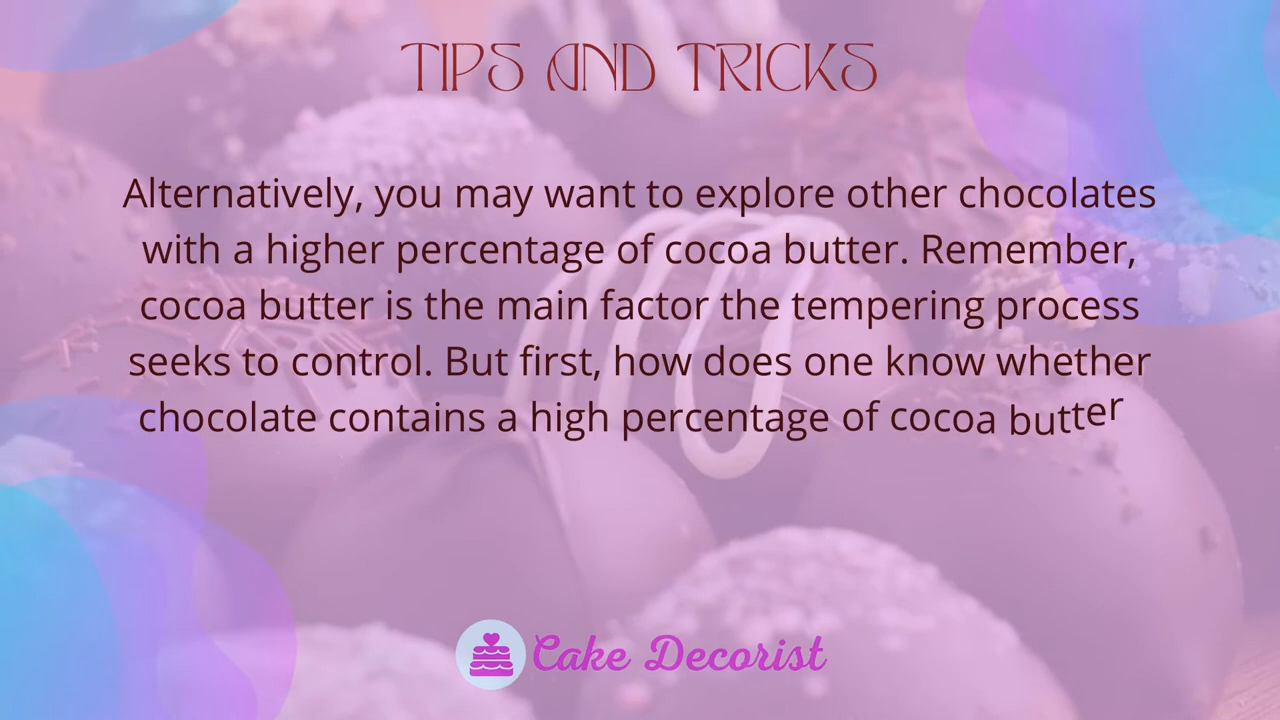 TIPS AND TRICKS
Alternatively, you may want to explore other chocolates
with a higher percentage of cocoa butter. Remember,
cocoa butter is the main factor the tempering process
seeks to control. But first, how does one know whether
chocolate contains a high percentage of cocoa butter
Cake Decorist